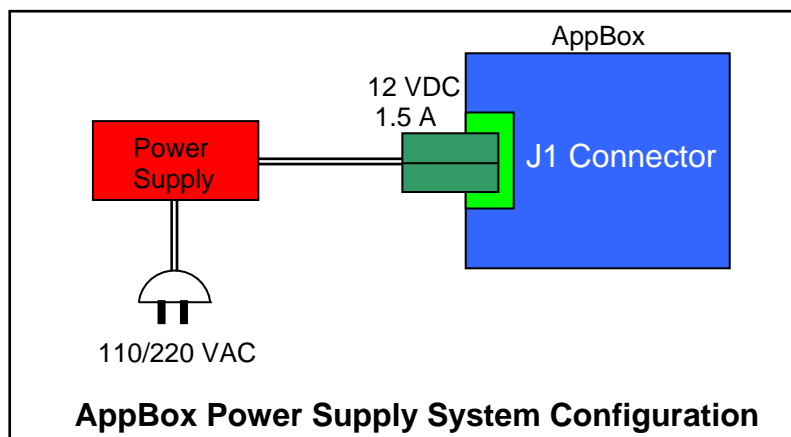 AppBox
12 VDC
1.5 A
Power
Supply
J1 Connector
110/220 VAC
AppBox Power Supply System Configuration